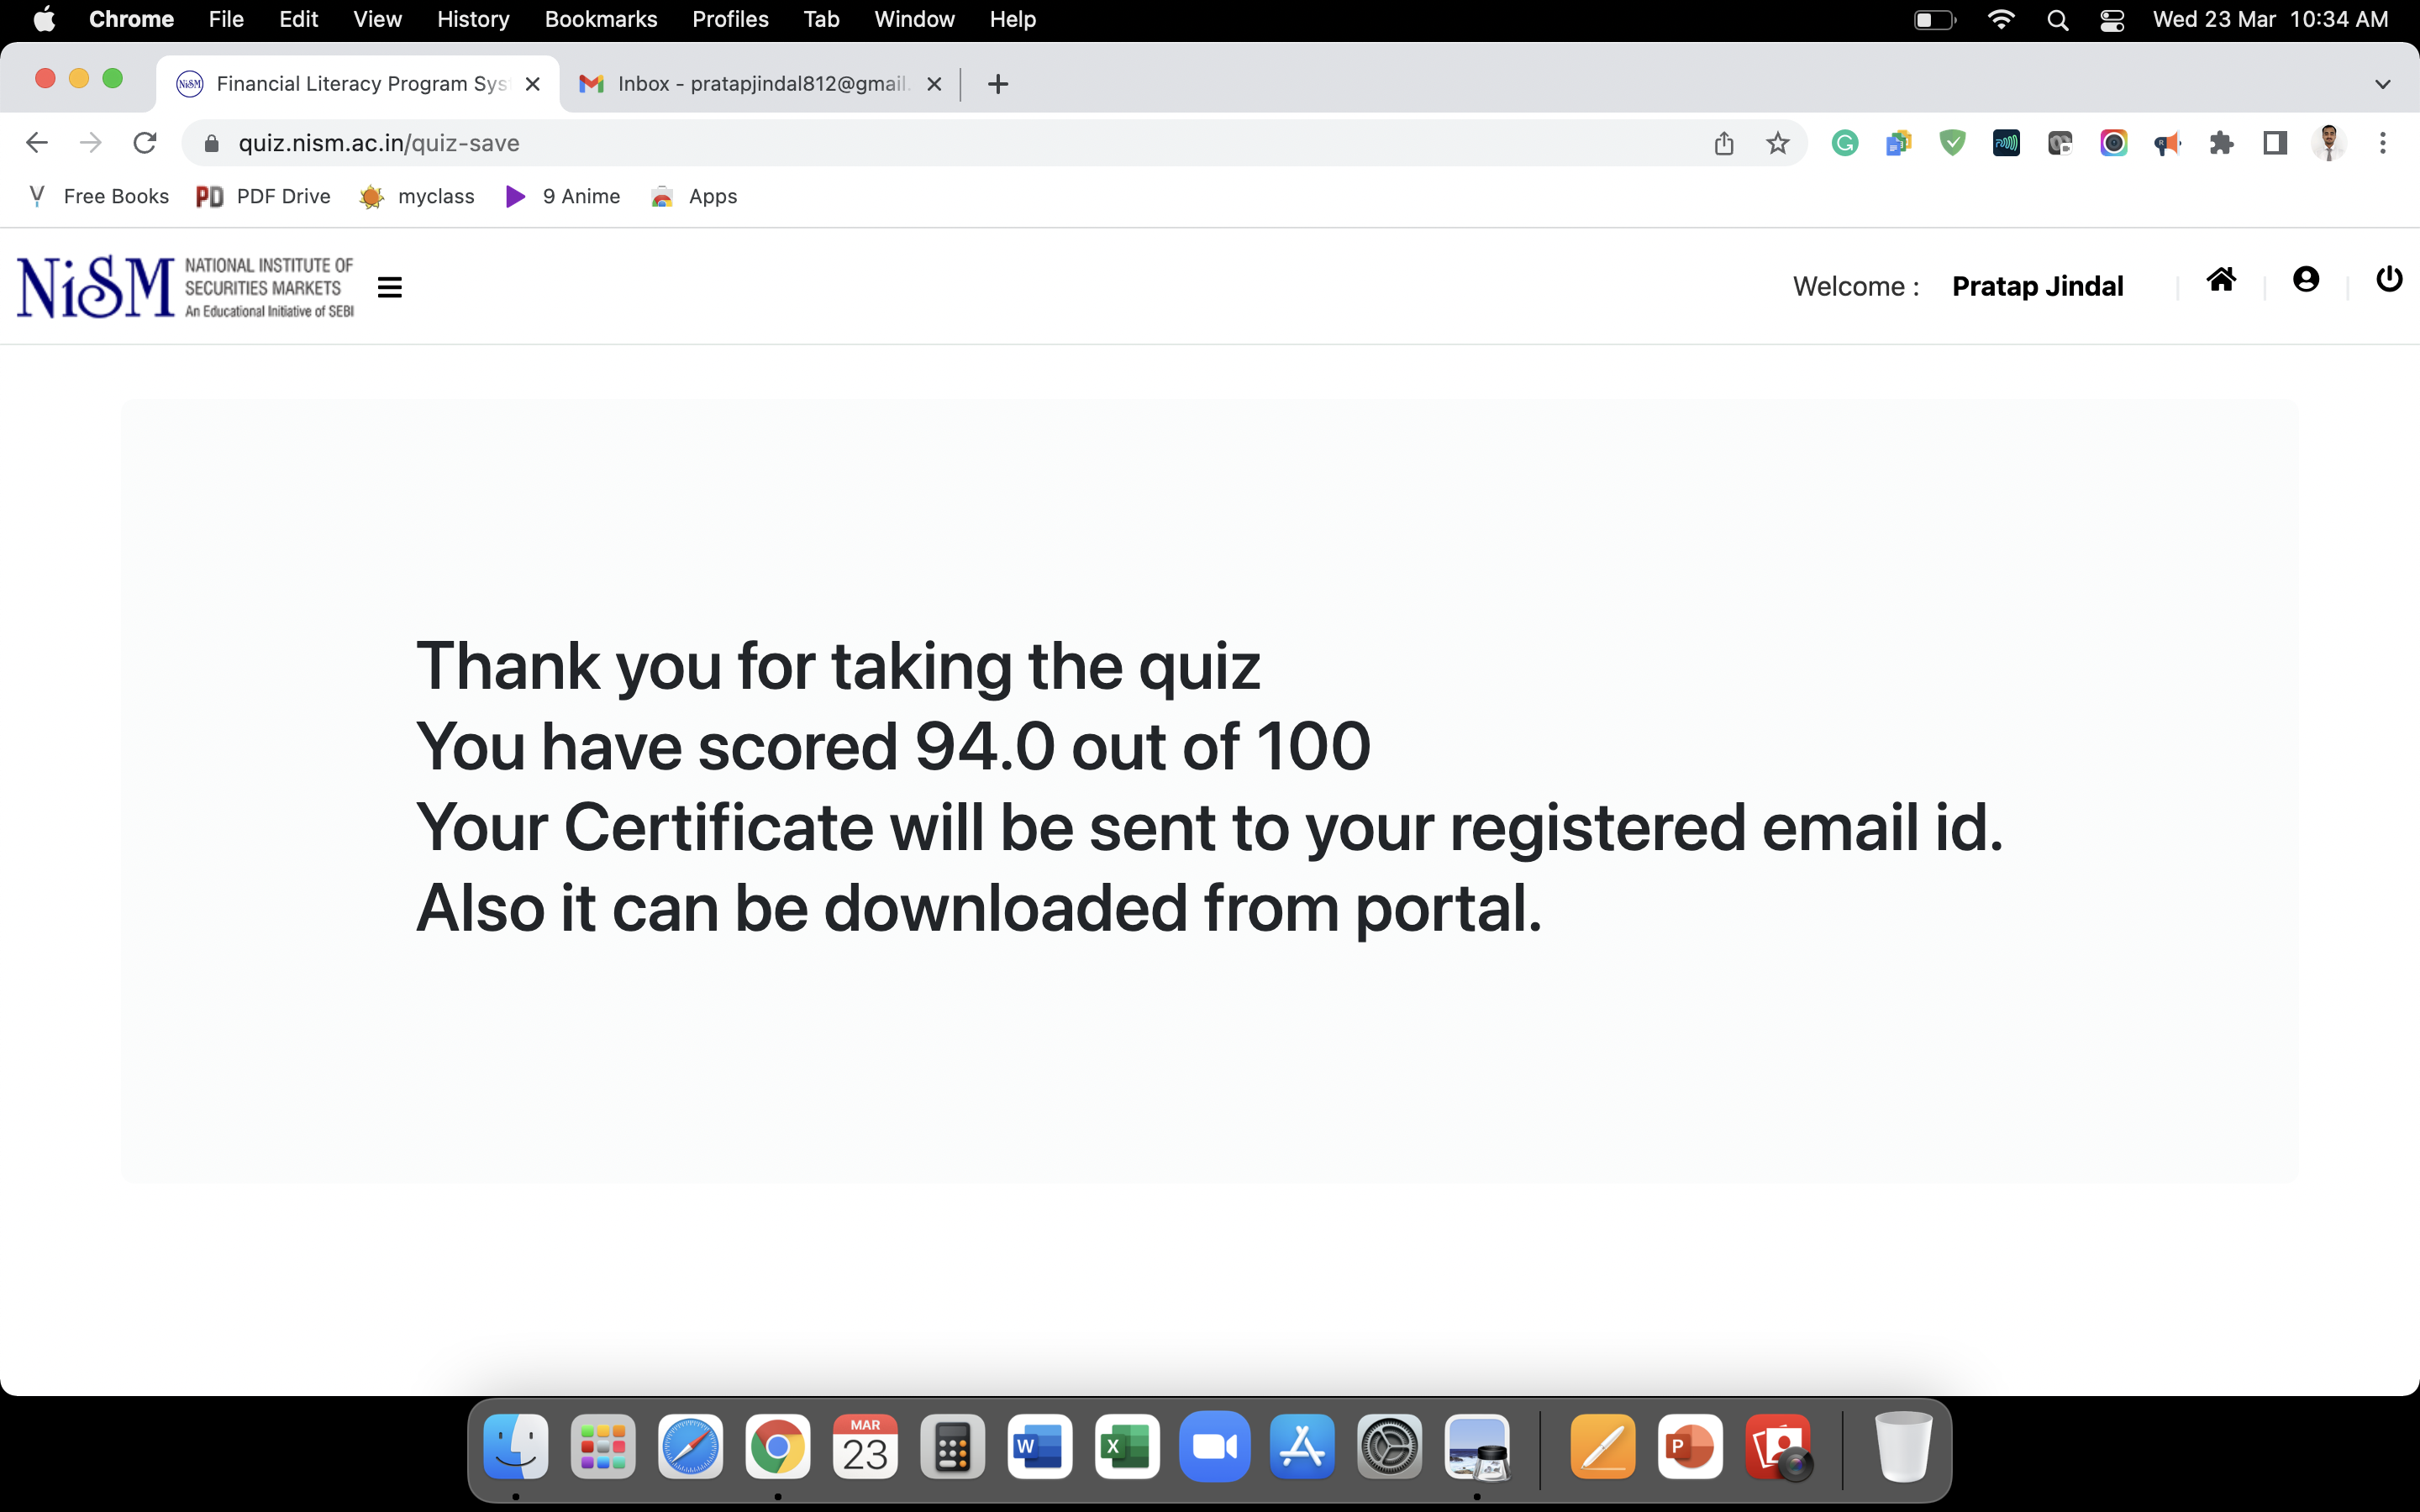 Chrome File Edit View History Bookmarks Profiles Tab Window Help Wed 23 Mar 10:34 AM
NiSM Financial Literacy Program Sys Inbox - pratapjindal812@gmail.
quiz.nism.ac.in/quiz-save
Free Books PD PDF Drive myclass 9 Anime Apps
NiSM NATIONAL INSTITUTE OF
SECURITIES MARKETS
An Educational Initiative of SEBI
Welcome : Pratap Jindal
Thank you for taking the quiz
You have scored 94.0 out of 100
Your Certificate will be sent to your registered email id.
Also it can be downloaded from portal.
MAR
23
W
X
P